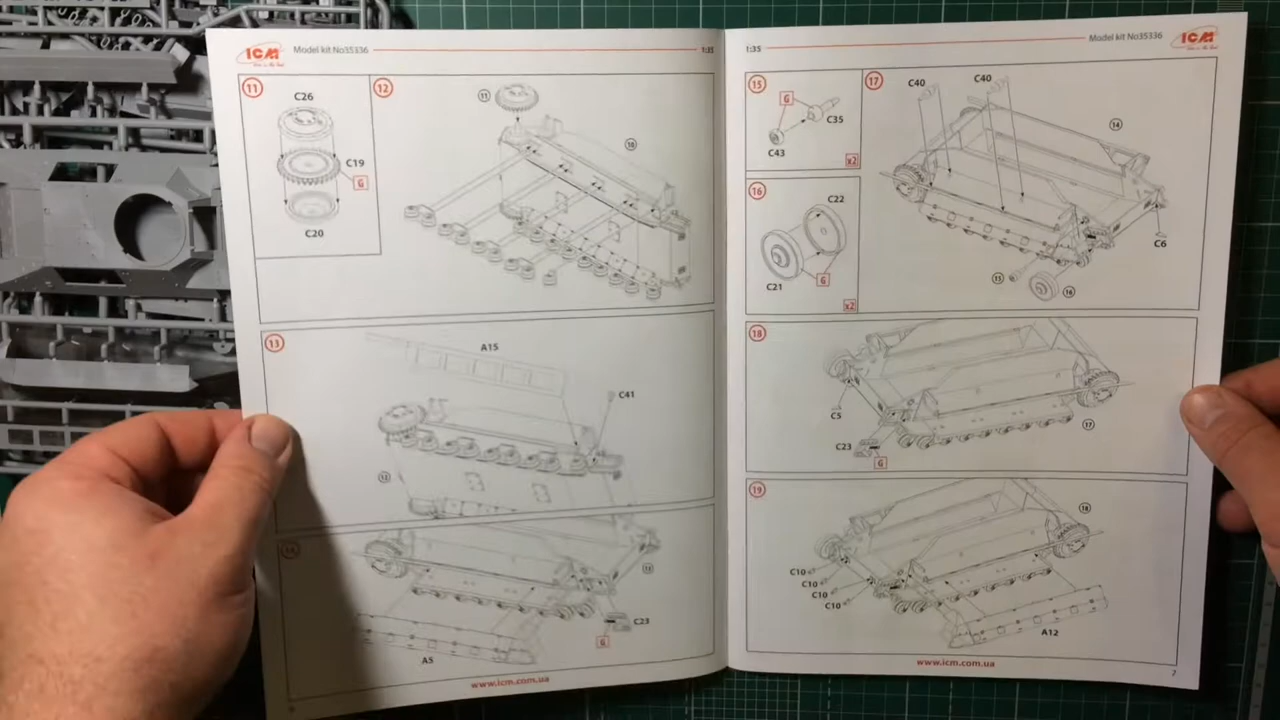 ICM
Model kit No35336
1:35
11
C26
C19
G
C20
12
11
10
13
A15
C41
12
14
13
C23
G
A5
www.icm.com.ua
6
1:35
Model kit No35336
ICM
15
G
C35
C43
x2
16
C22
C21
G
x2
17
C40
C40
14
C6
15
16
18
C5
C23
G
17
19
18
C10
C10
C10
C10
A12
www.icm.com.ua
7